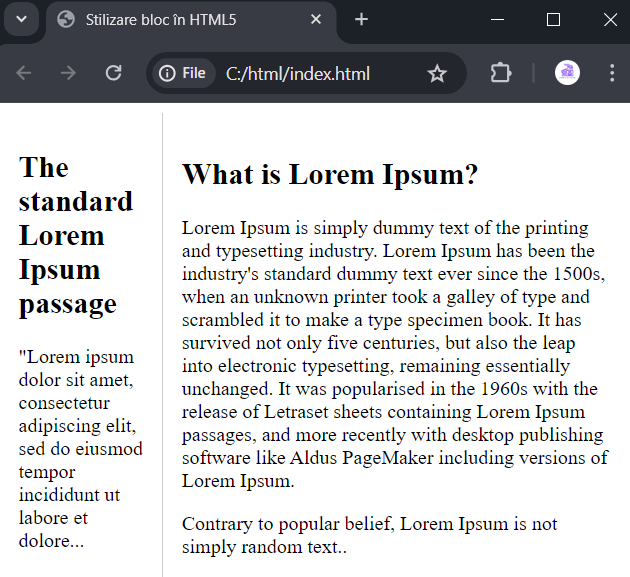 Stilizare bloc în HTML5
File
C:/html/index.html
The
standard
Lorem
Ipsum
passage
"Lorem ipsum
dolor sit amet,
consectetur
adipiscing elit,
sed do eiusmod
tempor
incididunt ut
labore et
dolore...
What is Lorem Ipsum?
Lorem Ipsum is simply dummy text of the printing
and typesetting industry. Lorem Ipsum has been the
industry's standard dummy text ever since the 1500s,
when an unknown printer took a galley of type and
scrambled it to make a type specimen book. It has
survived not only five centuries, but also the leap
into electronic typesetting, remaining essentially
unchanged. It was popularised in the 1960s with the
release of Letraset sheets containing Lorem Ipsum
passages, and more recently with desktop publishing
software like Aldus PageMaker including versions of
Lorem Ipsum.
Contrary to popular belief, Lorem Ipsum is not
simply random text..